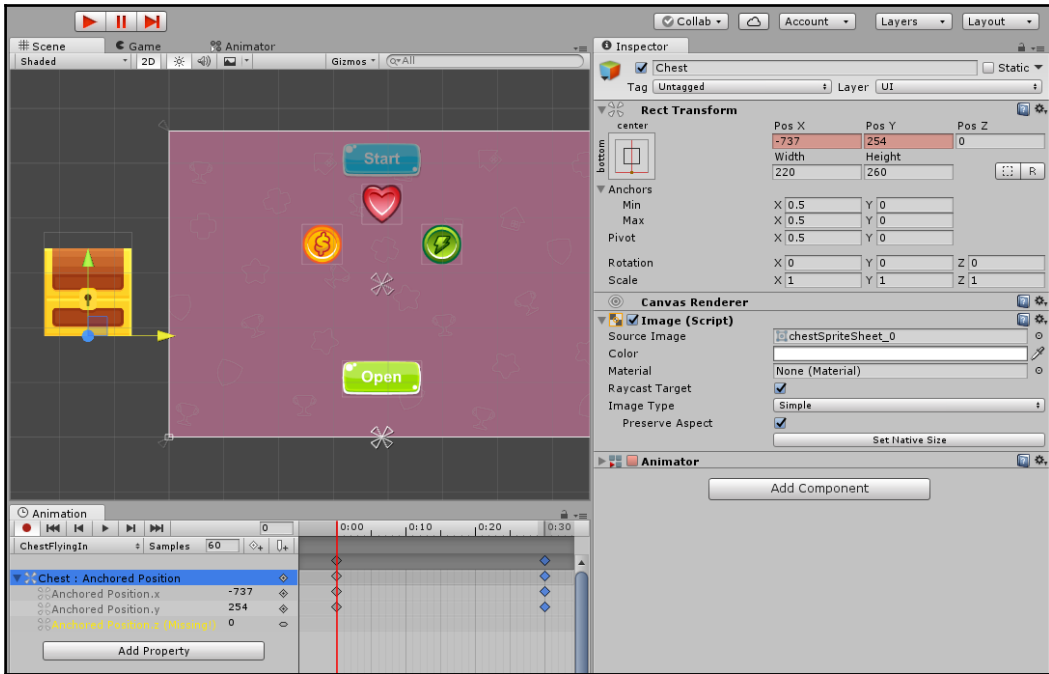 Collab Account Layers Layout
Scene Game Animator
Shaded 2D Gizmos All
Start
Open
Inspector
Chest Static
Tag Untagged Layer UI
Rect Transform
center Pos X Pos Y Pos Z
bottom -737 254 0
Width Height
220 260 R
Anchors
Min X 0.5 Y 0
Max X 0.5 Y 0
Pivot X 0.5 Y 0
Rotation X 0 Y 0 Z 0
Scale X 1 Y 1 Z 1
Canvas Renderer
Image (Script)
Source Image chestSpriteSheet_0
Color
Material None (Material)
Raycast Target
Image Type Simple
Preserve Aspect
Set Native Size
Animator
Add Component
Animation
0 0:00 0:10 0:20 0:30
ChestFlyingIn Samples 60
Chest : Anchored Position
Anchored Position.x -737
Anchored Position.y 254
Anchored Position.z (Missing!) 0
Add Property